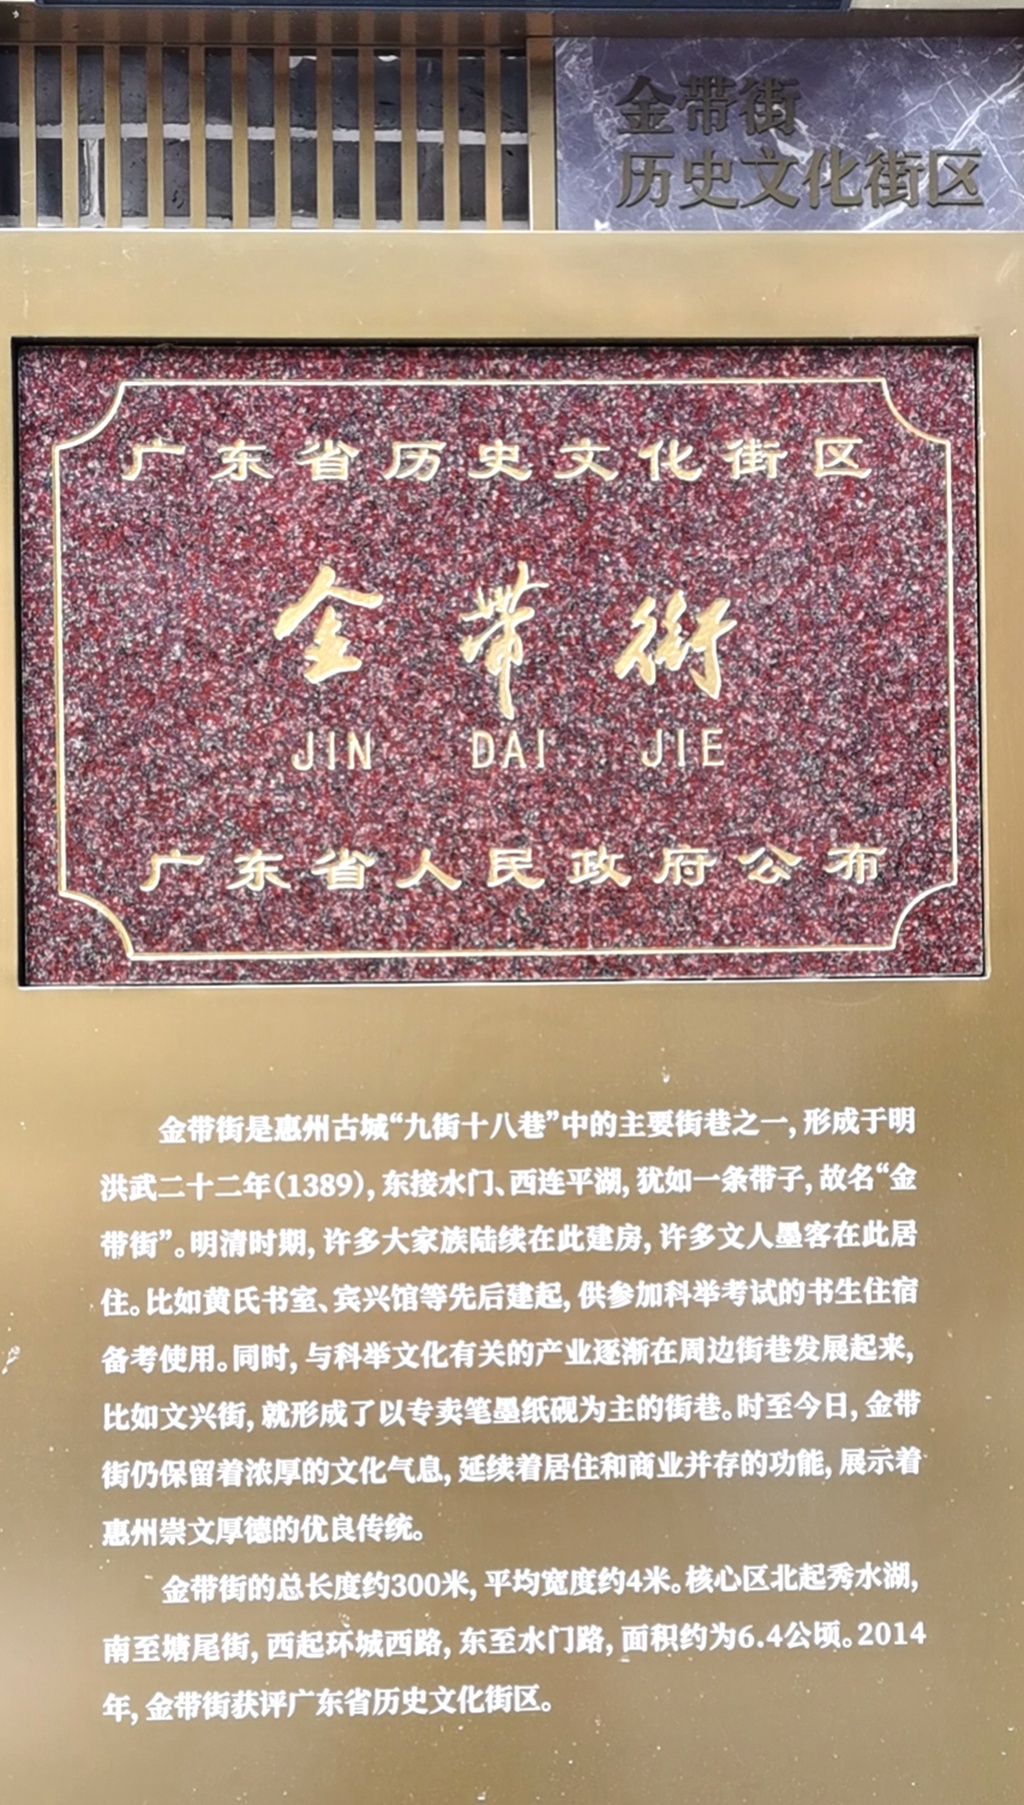 金带街
历史文化街区
广东省历史文化街区
金带街
JIN DAI JIE
广东省人民政府公布
金带街是惠州古城“九街十八巷”中的主要街巷之一，形成于明
洪武二十二年（1389），东接水门、西连平湖，犹如一条带子，故名“金
带街”。明清时期，许多大家族陆续在此建房，许多文人墨客在此居
住。比如黄氏书室、宾兴馆等先后建起，供参加科举考试的书生住宿
备考使用。同时，与科举文化有关的产业逐渐在周边街巷发展起来，
比如文兴街，就形成了以专卖笔墨纸砚为主的街巷。时至今日，金带
街仍保留着浓厚的文化气息，延续着居住和商业并存的功能，展示着
惠州崇文厚德的优良传统。
金带街的总长度约300米，平均宽度约4米。核心区北起秀水湖，
南至塘尾街，西起环城西路，东至水门路，面积约为6.4公顷。2014
年，金带街获评广东省历史文化街区。